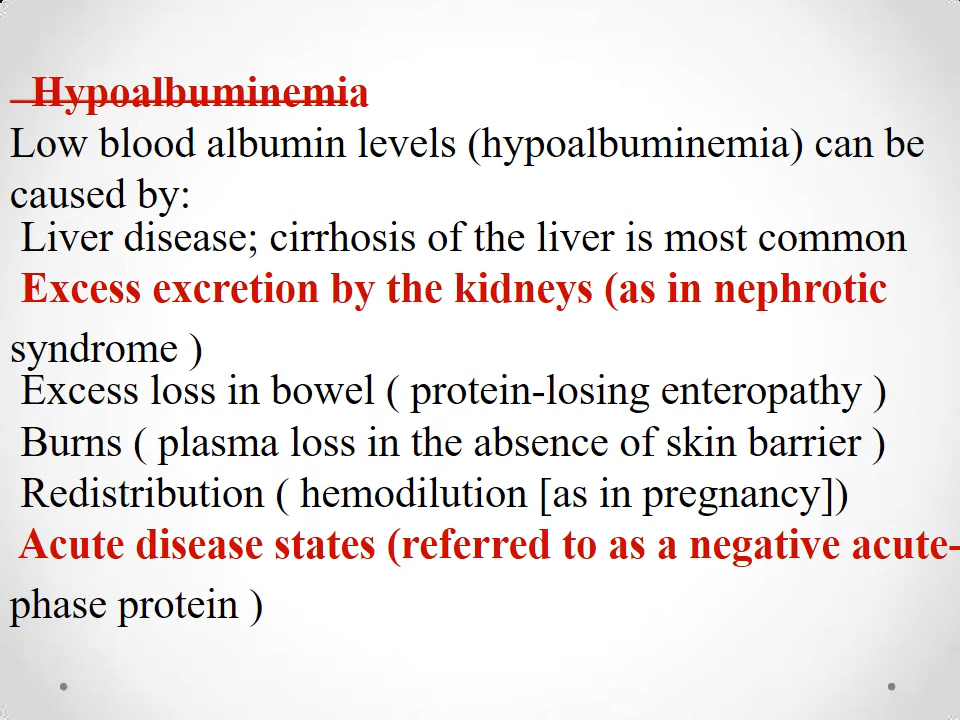 Hypoalbuminemia
Low blood albumin levels (hypoalbuminemia) can be
caused by:
Liver disease; cirrhosis of the liver is most common
Excess excretion by the kidneys (as in nephrotic
syndrome )
Excess loss in bowel ( protein-losing enteropathy )
Burns ( plasma loss in the absence of skin barrier )
Redistribution ( hemodilution [as in pregnancy])
Acute disease states (referred to as a negative acute-
phase protein )